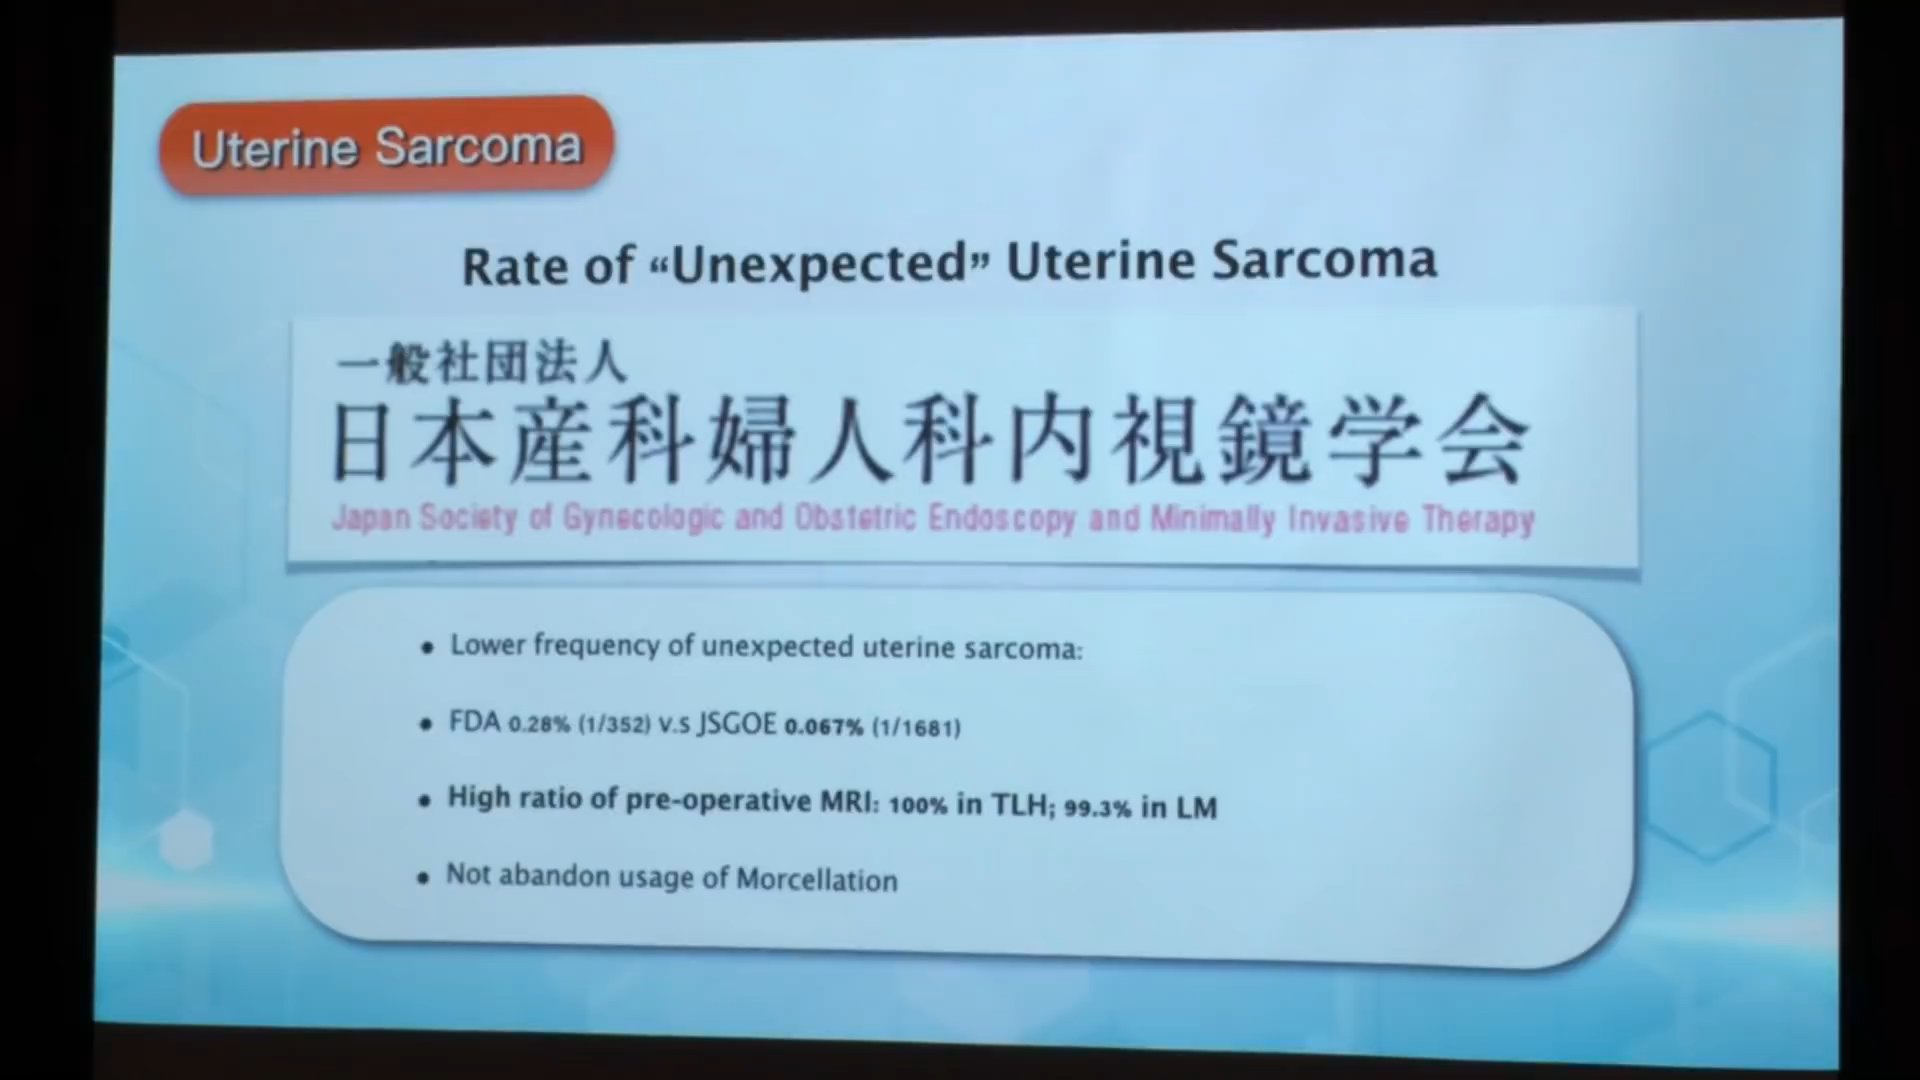 Uterine Sarcoma
Rate of “Unexpected” Uterine Sarcoma
一般社団法人
日本産科婦人科内視鏡学会
Japan Society of Gynecologic and Obstetric Endoscopy and Minimally Invasive Therapy
• Lower frequency of unexpected uterine sarcoma:
• FDA 0.28% (1/352) v.s JSGOE 0.067% (1/1681)
• High ratio of pre-operative MRI: 100% in TLH; 99.3% in LM
• Not abandon usage of Morcellation